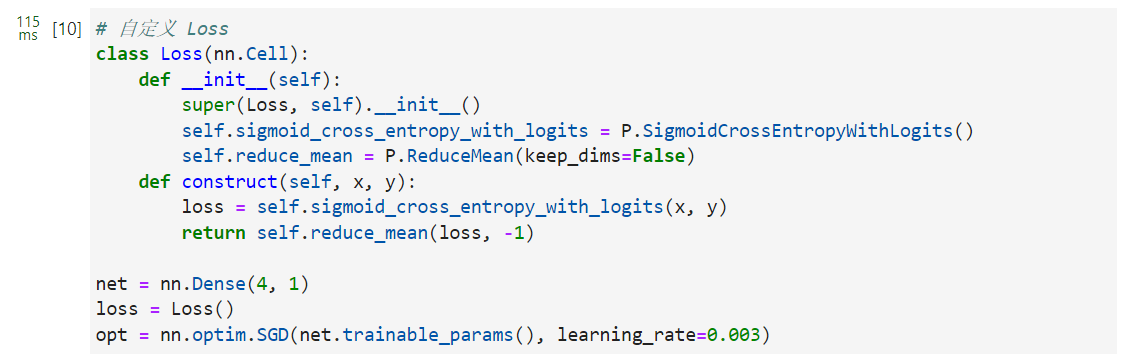 115
ms
[10] # 自定义 Loss
class Loss(nn.Cell):
    def __init__(self):
        super(Loss, self).__init__()
        self.sigmoid_cross_entropy_with_logits = P.SigmoidCrossEntropyWithLogits()
        self.reduce_mean = P.ReduceMean(keep_dims=False)
    def construct(self, x, y):
        loss = self.sigmoid_cross_entropy_with_logits(x, y)
        return self.reduce_mean(loss, -1)

net = nn.Dense(4, 1)
loss = Loss()
opt = nn.optim.SGD(net.trainable_params(), learning_rate=0.003)